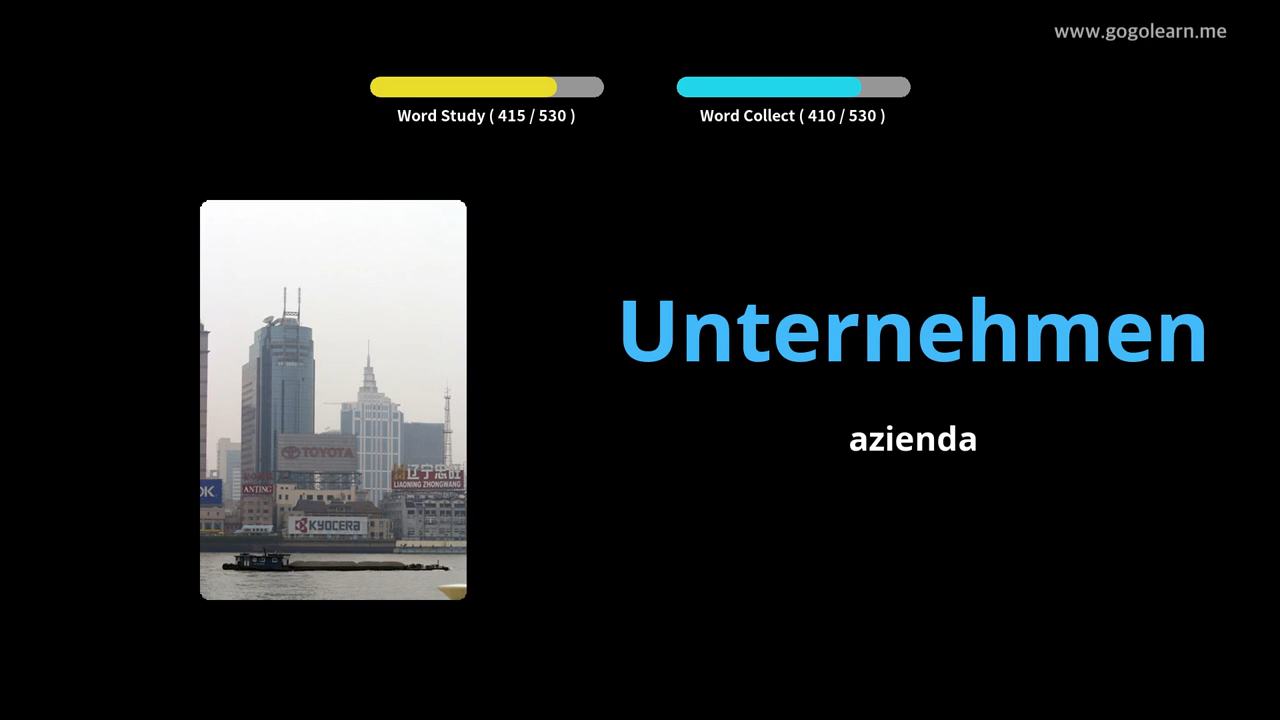 www.gogolearn.me
Word Study ( 415 / 530 )
Word Collect ( 410 / 530 )
Unternehmen
azienda
TOYOTA
辽宁忠旺
LIAONING ZHONGWANG
OK
ANTING
KYOCERA